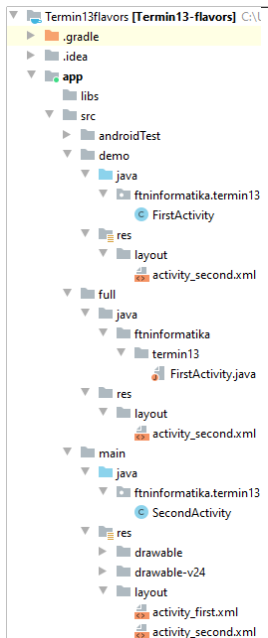 Termin13flavors [Termin13-flavors] C:\
.gradle
.idea
app
libs
src
androidTest
demo
java
ftninformatika.termin13
FirstActivity
res
layout
activity_second.xml
full
java
ftninformatika
termin13
FirstActivity.java
res
layout
activity_second.xml
main
java
ftninformatika.termin13
SecondActivity
res
drawable
drawable-v24
layout
activity_first.xml
activity_second.xml